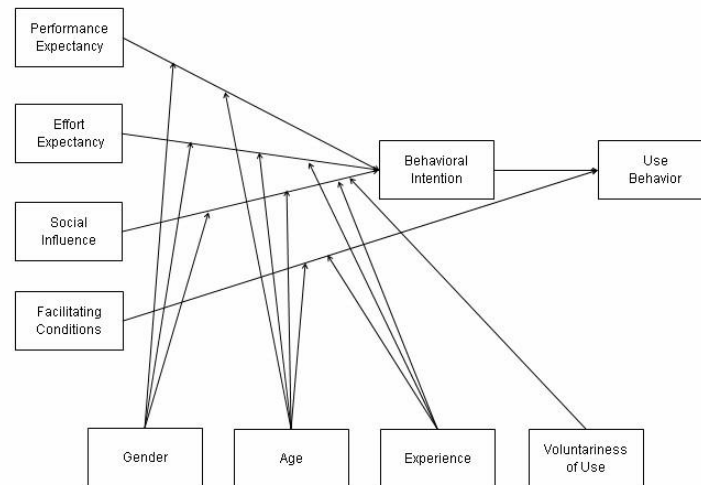 Performance
Expectancy
Effort
Expectancy
Behavioral
Intention
Use
Behavior
Social
Influence
Facilitating
Conditions
Gender
Age
Experience
Voluntariness
of Use